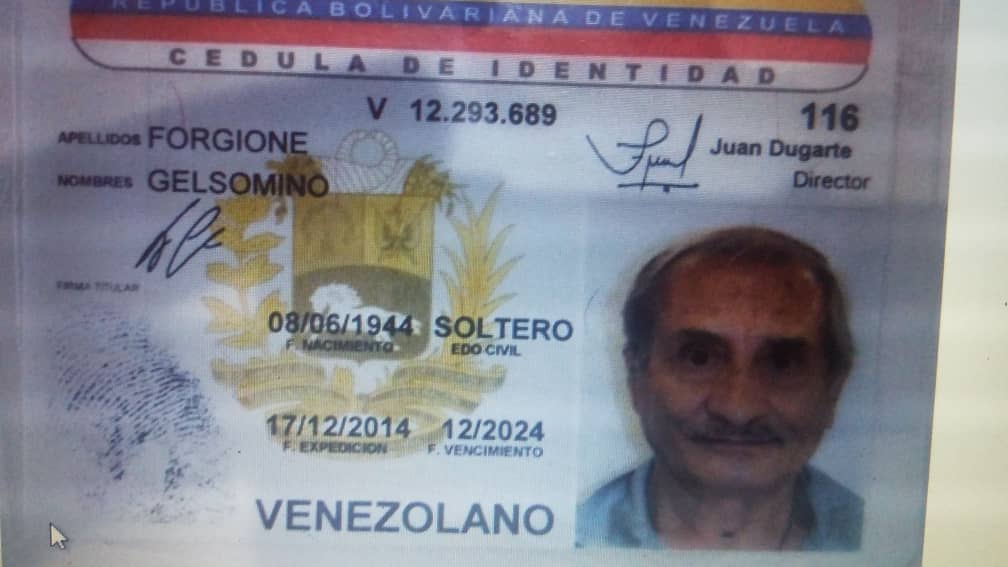 REPUBLICA BOLIVARIANA DE VENEZUELA
CEDULA DE IDENTIDAD
V 12.293.689
116
APELLIDOS FORGIONE
Juan Dugarte
NOMBRES GELSOMINO
Director
FIRMA TITULAR
08/06/1944 SOLTERO
F. NACIMIENTO EDO CIVIL
17/12/2014 12/2024
F. EXPEDICION F. VENCIMIENTO
VENEZOLANO